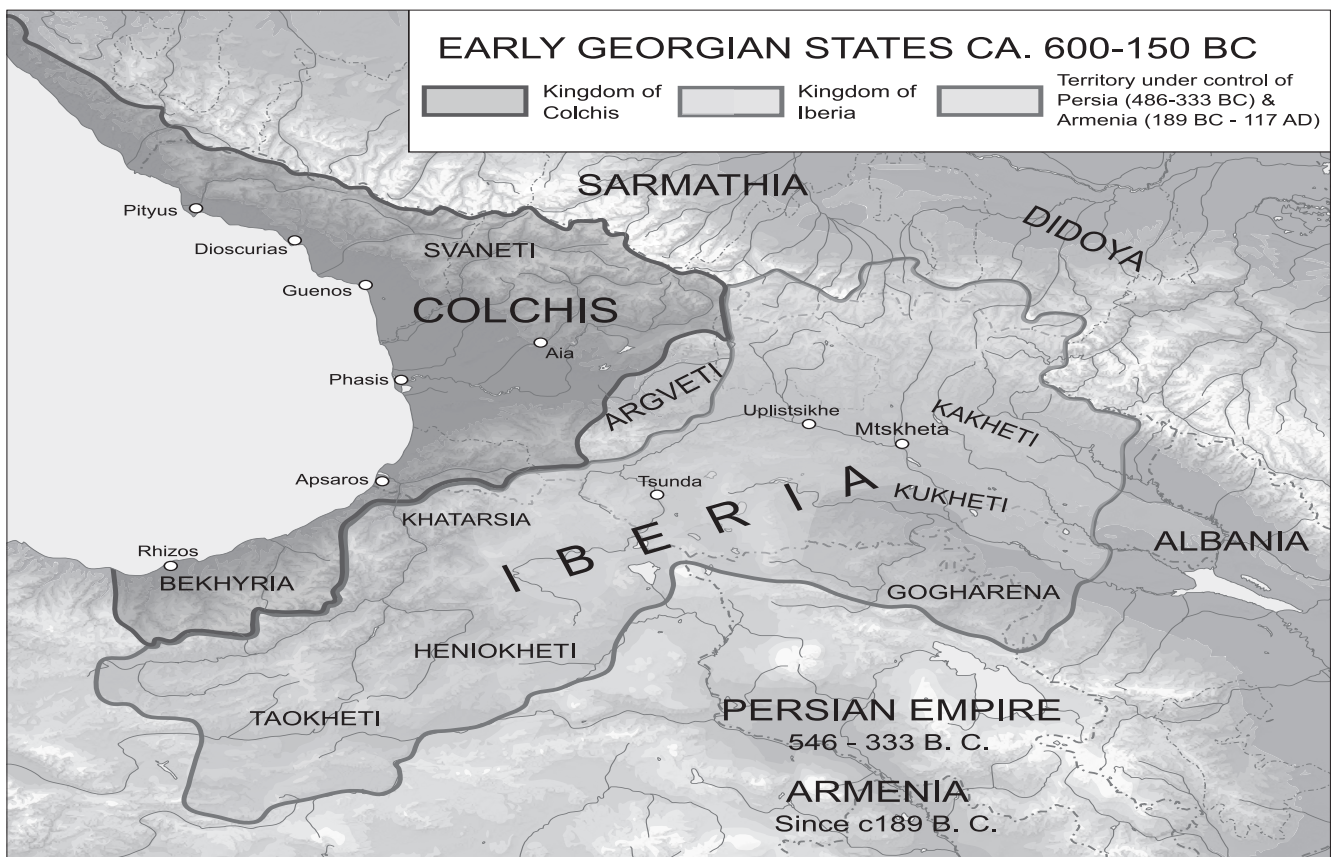 EARLY GEORGIAN STATES CA. 600-150 BC
Kingdom of
Colchis
Kingdom of
Iberia
Territory under control of
Persia (486-333 BC) &
Armenia (189 BC - 117 AD)
SARMATHIA
DIDOYA
Pityus
Dioscurias
SVANETI
Guenos
COLCHIS
Aia
Phasis
ARGVETI
Uplistsikhe
Mtskheta
KAKHETI
Apsaros
Tsunda
KUKHETI
KHATARSIA
IBERIA
ALBANIA
Rhizos
BEKHYRIA
GOGHARENA
HENIOKHETI
TAOKHETI
PERSIAN EMPIRE
546 - 333 B. C.
ARMENIA
Since c189 B. C.